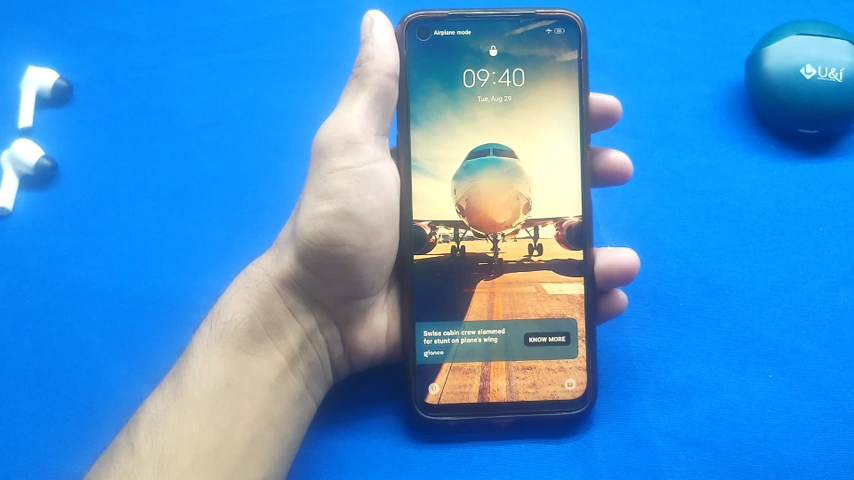 Airplane mode
09:40
Tue, Aug 29
Swiss cabin crew slammed
for stunt on plane's wing
KNOW MORE
glance
U&i